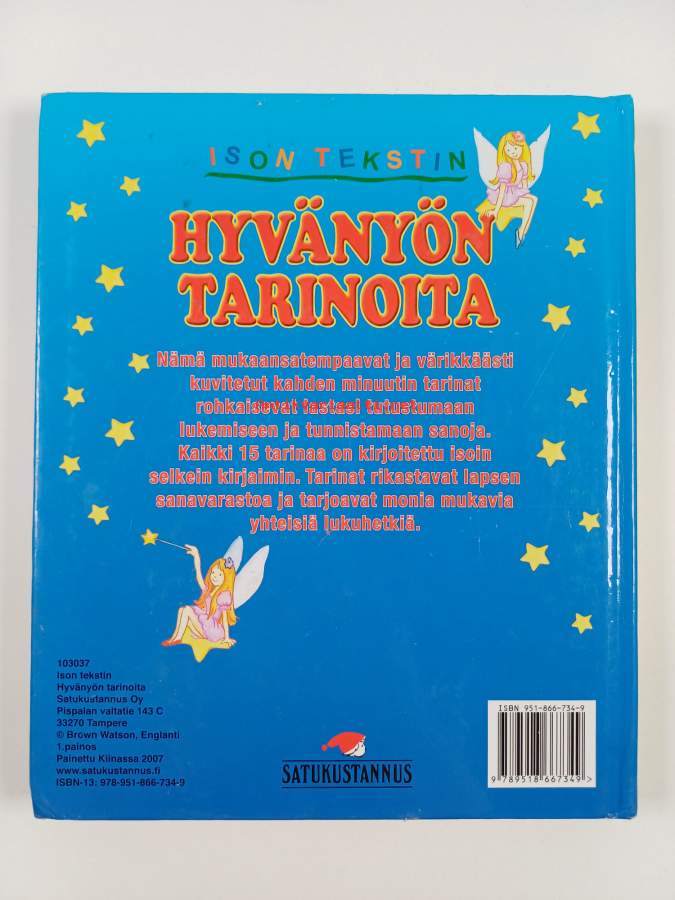 ISON TEKSTIN
HYVÄNYÖN
TARINOITA
Nämä mukaansatempaavat ja värikkäästi
kuvitetut kahden minuutin tarinat
rohkaisevat lastasi tutustumaan
lukemiseen ja tunnistamaan sanoja.
Kaikki 15 tarinaa on kirjoitettu isoin
selkein kirjaimin. Tarinat rikastavat lapsen
sanavarastoa ja tarjoavat monia mukavia
yhteisiä lukuhetkiä.
103037
Ison tekstin
Hyvänyön tarinoita
Satukustannus Oy
Pispalan valtatie 143 C
33270 Tampere
© Brown Watson, Englanti
1.painos
Painettu Kiinassa 2007
www.satukustannus.fi
ISBN-13: 978-951-866-734-9
SATUKUSTANNUS
ISBN 951-866-734-9
9 789518 667349 >